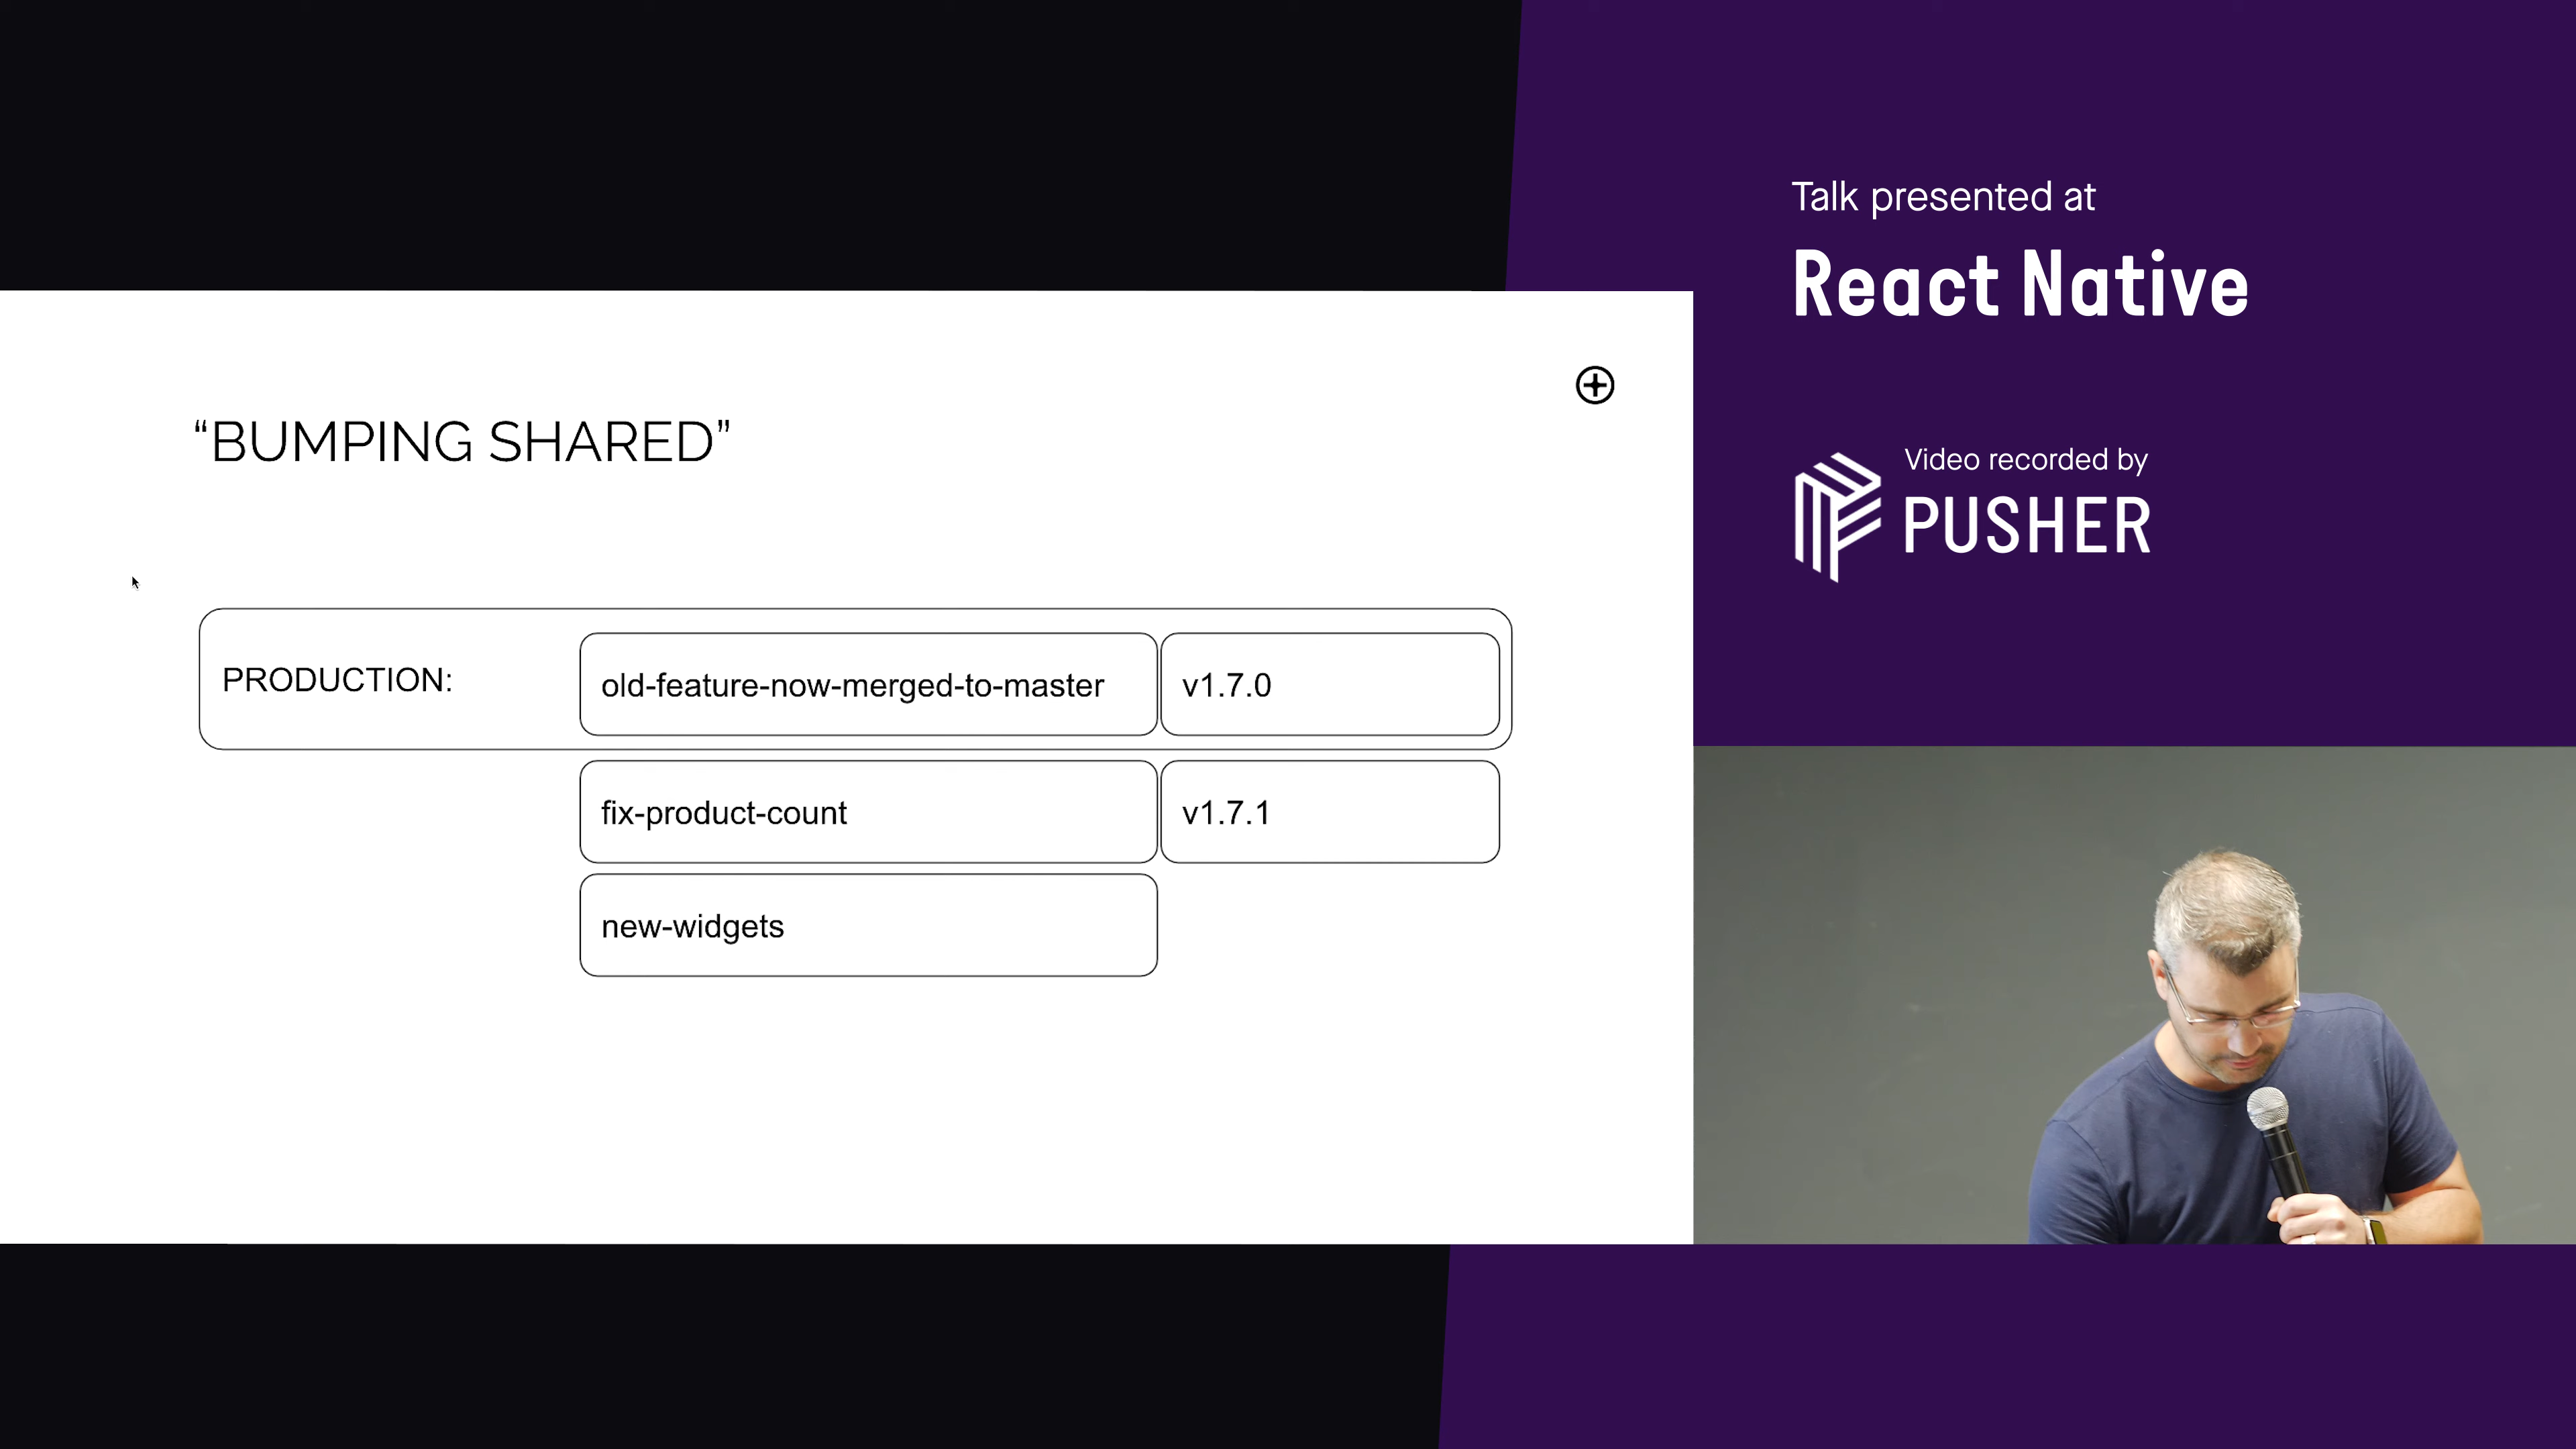 Talk presented at
React Native
Video recorded by
PUSHER
“BUMPING SHARED”
PRODUCTION:
old-feature-now-merged-to-master
v1.7.0
fix-product-count
v1.7.1
new-widgets